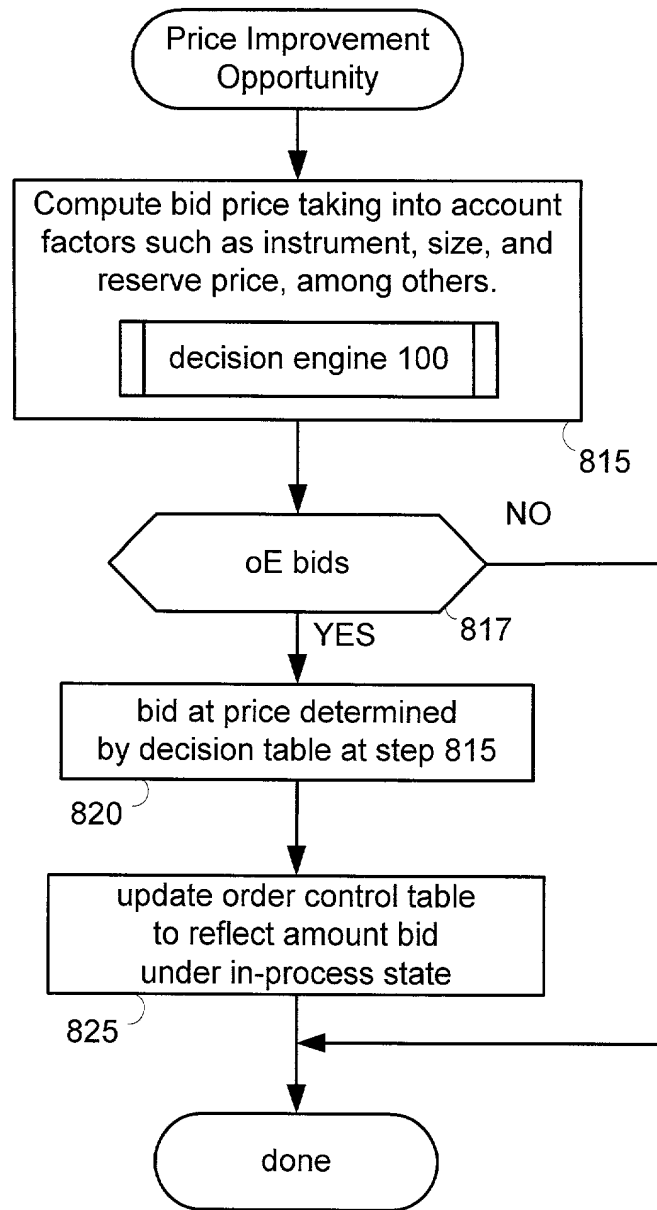 Price Improvement
Opportunity
Compute bid price taking into account
factors such as instrument, size, and
reserve price, among others.
decision engine 100
815
NO
oE bids
817
YES
bid at price determined
by decision table at step 815
820
update order control table
to reflect amount bid
under in-process state
825
done